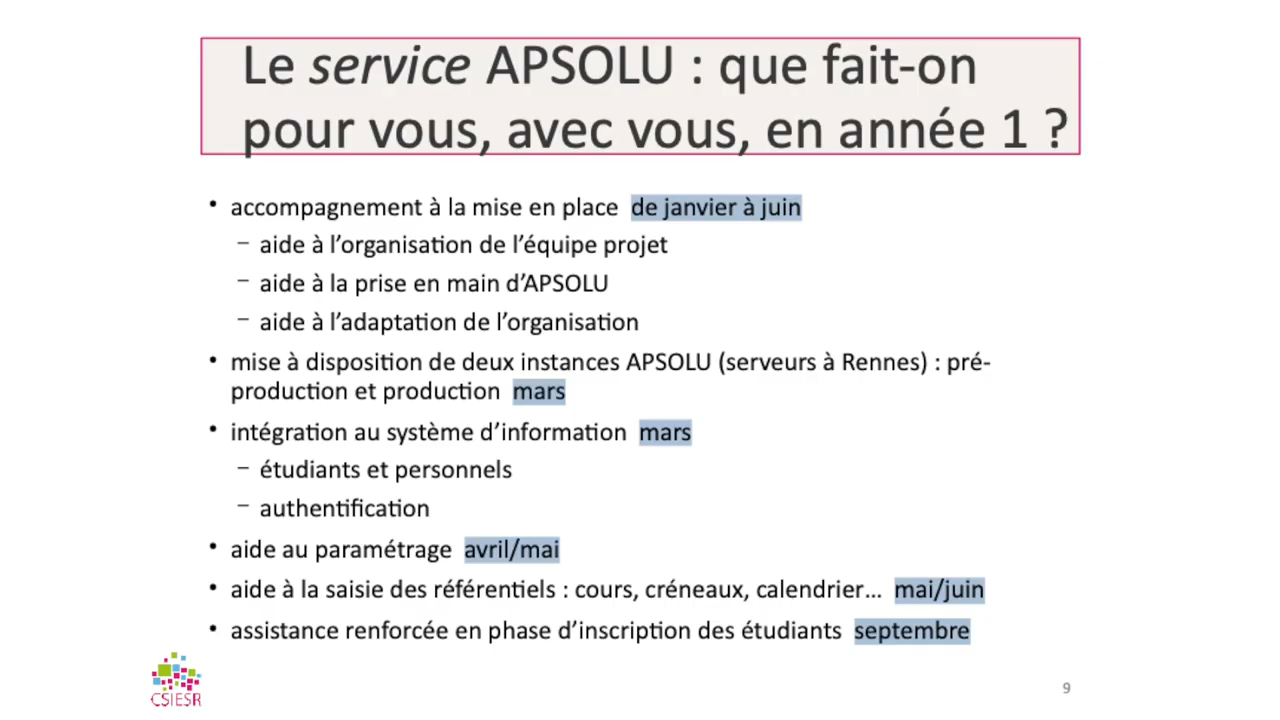 Le service APSOLU : que fait-on
pour vous, avec vous, en année 1 ?
• accompagnement à la mise en place de janvier à juin
– aide à l’organisation de l’équipe projet
– aide à la prise en main d’APSOLU
– aide à l’adaptation de l’organisation
• mise à disposition de deux instances APSOLU (serveurs à Rennes) : pré-
production et production mars
• intégration au système d’information mars
– étudiants et personnels
– authentification
• aide au paramétrage avril/mai
• aide à la saisie des référentiels : cours, créneaux, calendrier… mai/juin
• assistance renforcée en phase d’inscription des étudiants septembre
CSIESR
9